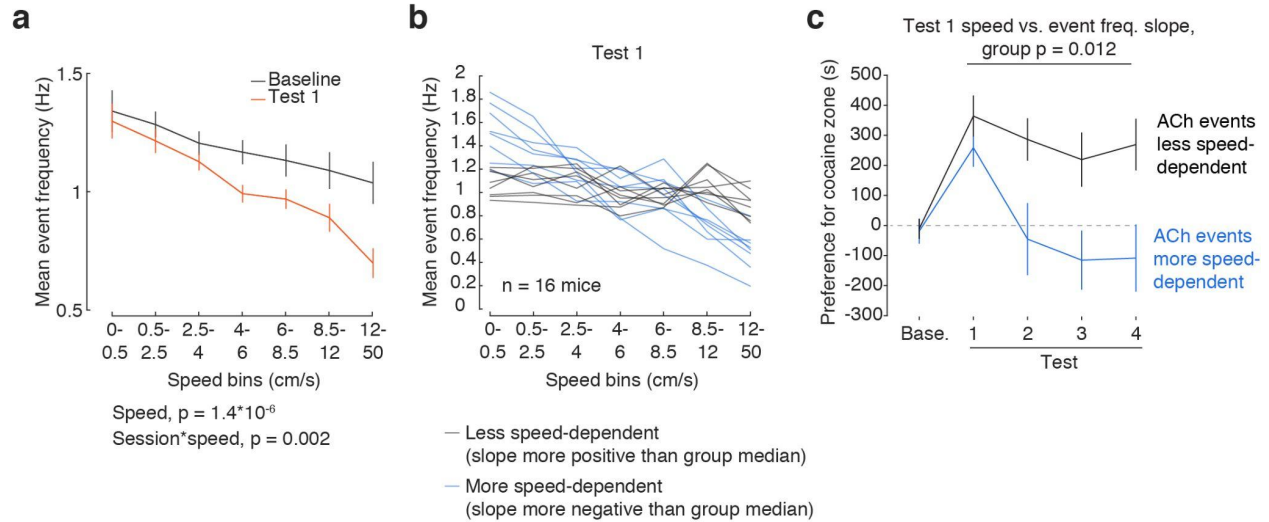 a
1.5
1
0.5
Mean event frequency (Hz)
Baseline
Test 1
0-
0.5
0.5-
2.5
2.5-
4
4-
6
6-
8.5
8.5-
12
12-
50
Speed bins (cm/s)
Speed, p = 1.4*10⁻⁶
Session*speed, p = 0.002
b
Test 1
2
1.8
1.6
1.4
1.2
1
0.8
0.6
0.4
0.2
0
Mean event frequency (Hz)
n = 16 mice
0-
0.5
0.5-
2.5
2.5-
4
4-
6
6-
8.5
8.5-
12
12-
50
Speed bins (cm/s)
Less speed-dependent
(slope more positive than group median)
More speed-dependent
(slope more negative than group median)
c
Test 1 speed vs. event freq. slope,
group p = 0.012
500
400
300
200
100
0
-100
-200
-300
Preference for cocaine zone (s)
ACh events
less speed-
dependent
ACh events
more speed-
dependent
Base.
1
2
3
4
Test